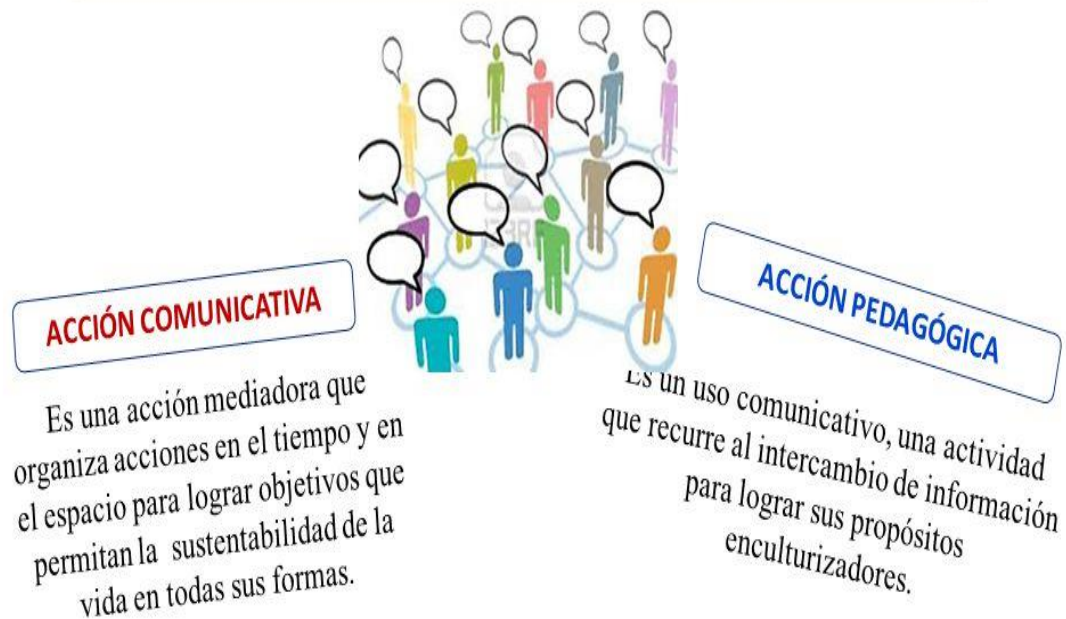 ACCIÓN COMUNICATIVA
Es una acción mediadora que
organiza acciones en el tiempo y en
el espacio para lograr objetivos que
permitan la sustentabilidad de la
vida en todas sus formas.
ACCIÓN PEDAGÓGICA
Es un uso comunicativo, una actividad
que recurre al intercambio de información
para lograr sus propósitos
enculturizadores.